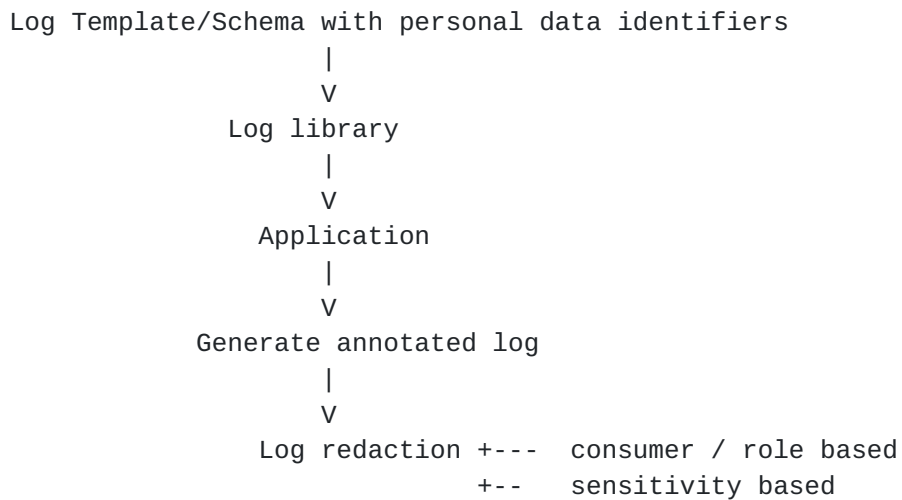 Log Template/Schema with personal data identifiers
|
V
Log library
|
V
Application
|
V
Generate annotated log
|
V
Log redaction +--- consumer / role based
+-- sensitivity based